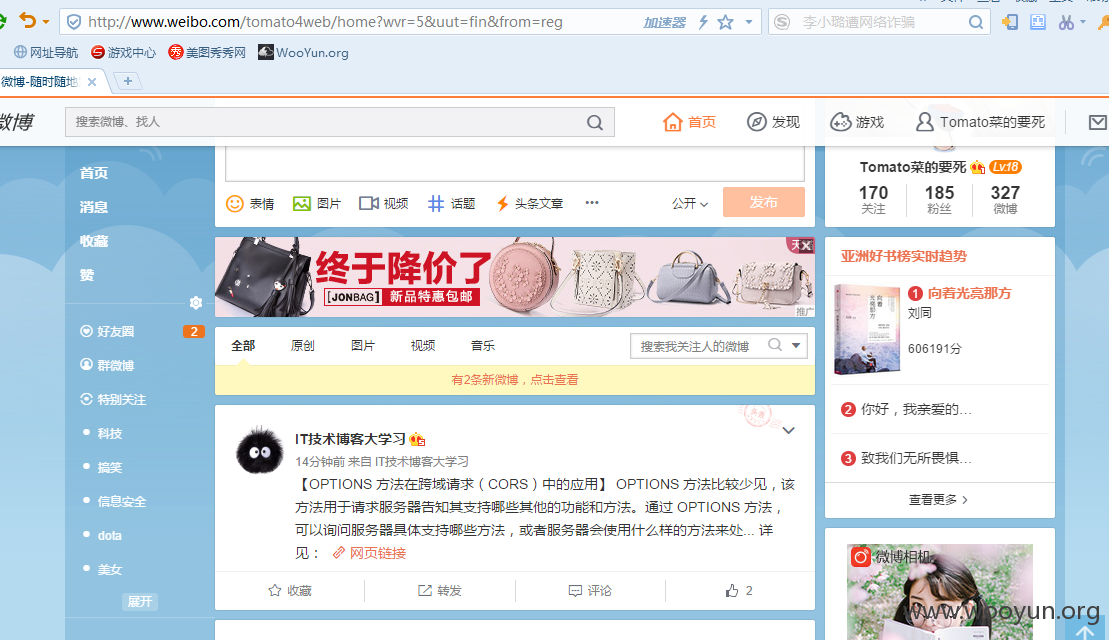 http://www.weibo.com/tomato4web/home?wvr=5&uut=fin&from=reg
加速器
李小璐遭网络诈骗
网址导航 游戏中心 美图秀秀网 WooYun.org
微博-随时随地
微博
搜索微博、找人
首页 发现 游戏 Tomato菜的要死
首页
消息
收藏
赞
好友圈 2
群微博
特别关注
科技
搞笑
信息安全
dota
美女
展开
表情 图片 视频 话题 头条文章 ... 公开 发布
终于降价了
[JONBAG] 新品特惠包邮
推广
全部 原创 图片 视频 音乐
搜索我关注人的微博
有2条新微博，点击查看
IT技术博客大学习
14分钟前 来自 IT技术博客大学习
【OPTIONS 方法在跨域请求（CORS）中的应用】 OPTIONS 方法比较少见，该
方法用于请求服务器告知其支持哪些其他的功能和方法。通过 OPTIONS 方法，
可以询问服务器具体支持哪些方法，或者服务器会使用什么样的方法来处... 详
见： 网页链接
收藏 转发 评论 2
Tomato菜的要死 Lv.18
170 185 327
关注 粉丝 微博
亚洲好书榜实时趋势
1 向着光亮那方
刘同
606191分
向着光亮那方
2 你好，我亲爱的...
3 致我们无所畏惧...
查看更多
微博相机
www.wooyun.org